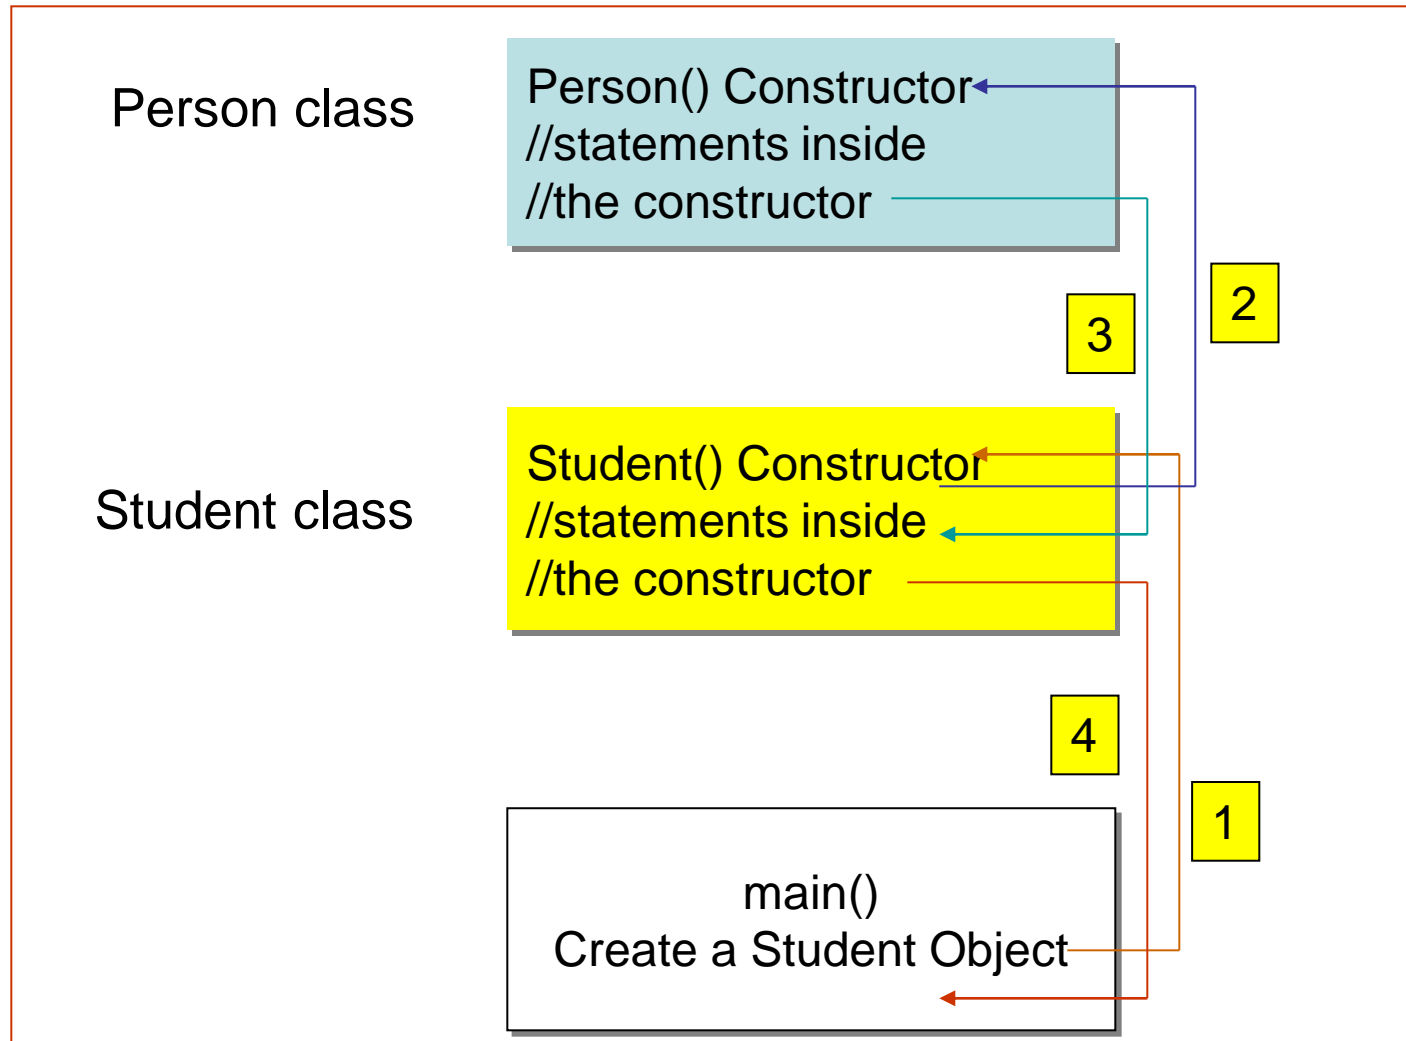 Person class
Person() Constructor
//statements inside
//the constructor
2
3
Student class
Student() Constructor
//statements inside
//the constructor
4
1
main()
Create a Student Object